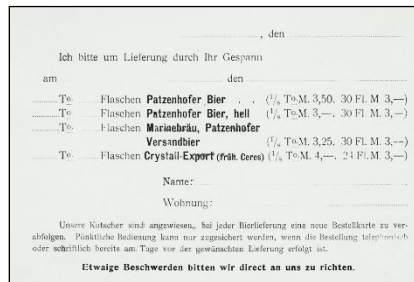 , den
Ich bitte um Lieferung durch Ihr Gespann
am den
To. Flaschen Patzenhofer Bier . . (1/8 To. M. 3,50. 30 Fl. M 3,—)
To. Flaschen Patzenhofer Bier, hell (1/8 To. M. 3,—. 30 Fl. M. 3,—)
To. Flaschen Marinebräu, Patzenhofer
Versandbier (1/8 To. M. 3,25. 30 Fl. M. 3,--)
To. Flaschen Crystall-Export (früh. Ceres) (1/8 To. M. 4,—. 24 Fl. M. 3,—)
Name:
Wohnung:
Unsere Kutscher sind angewiesen, bei jeder Bierlieferung eine neue Bestellkarte zu ver-
abfolgen. Pünktliche Bedienung kann nur zugesichert werden, wenn die Bestellung telephonisch
oder schriftlich bereits am Tage vor der gewünschten Lieferung erfolgt ist.
Etwaige Beschwerden bitten wir direct an uns zu richten.